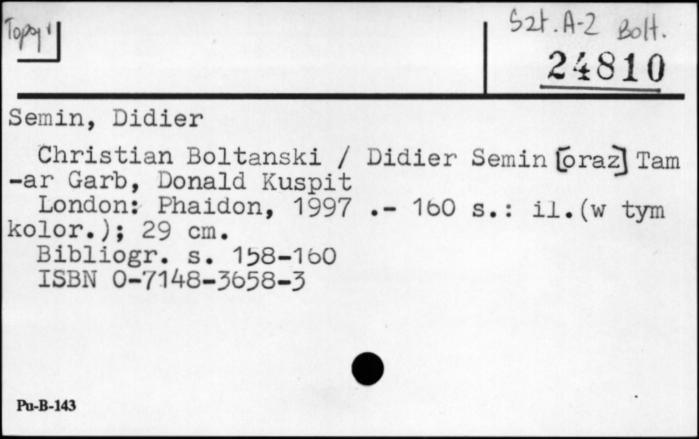 Szt. A-2 Bolt.
24810
Semin, Didier
Christian Boltanski / Didier Semin [oraz] Tam
-ar Garb, Donald Kuspit
London: Phaidon, 1997 .- 160 s.: il.(w tym
kolor.); 29 cm.
Bibliogr. s. 158-160
ISBN 0-7148-3658-3
Pu-B-143